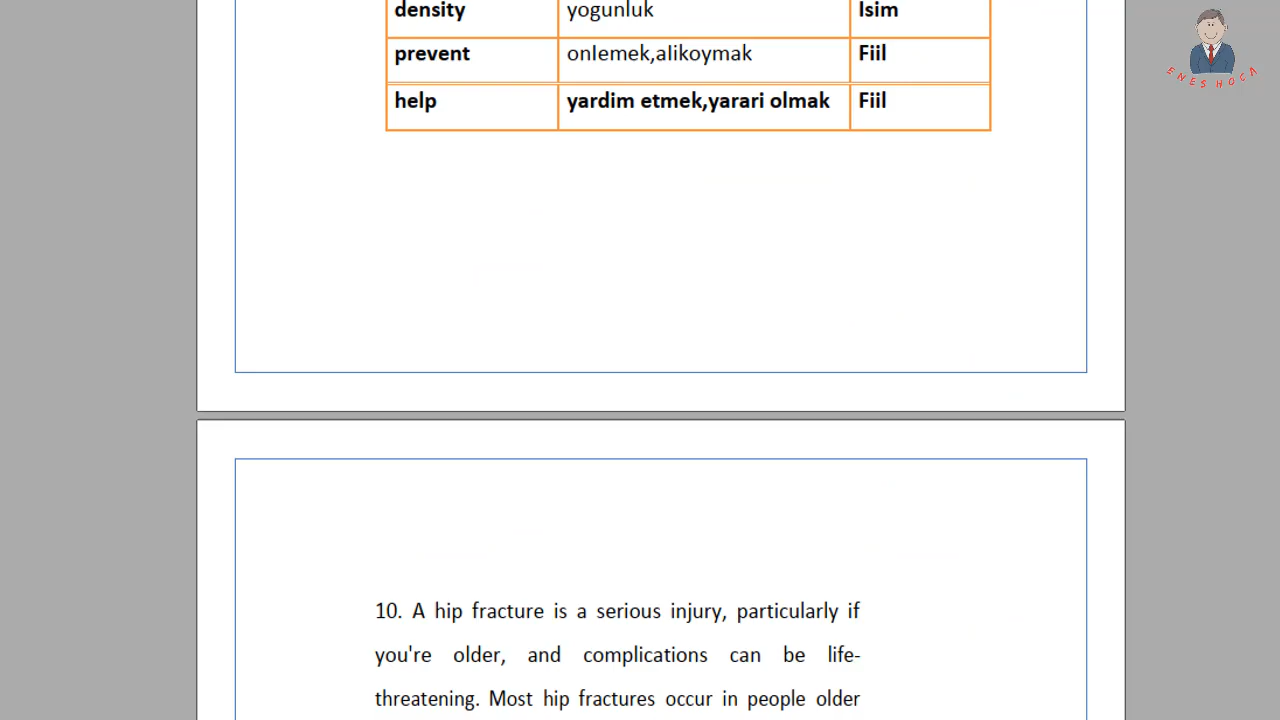 density yogunluk Isim
prevent onlemek,alikoymak Fiil
help yardim etmek,yarari olmak Fiil
ENES HOCA
10. A hip fracture is a serious injury, particularly if
you're older, and complications can be life-
threatening. Most hip fractures occur in people older